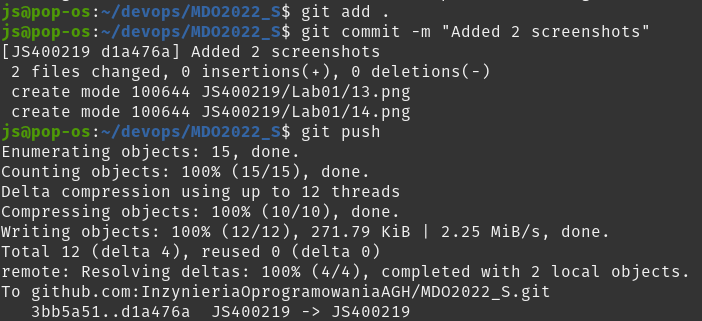 js@pop-os:~/devops/MDO2022_S$ git add .
js@pop-os:~/devops/MDO2022_S$ git commit -m "Added 2 screenshots"
[JS400219 d1a476a] Added 2 screenshots
 2 files changed, 0 insertions(+), 0 deletions(-)
 create mode 100644 JS400219/Lab01/13.png
 create mode 100644 JS400219/Lab01/14.png
js@pop-os:~/devops/MDO2022_S$ git push
Enumerating objects: 15, done.
Counting objects: 100% (15/15), done.
Delta compression using up to 12 threads
Compressing objects: 100% (10/10), done.
Writing objects: 100% (12/12), 271.79 KiB | 2.25 MiB/s, done.
Total 12 (delta 4), reused 0 (delta 0)
remote: Resolving deltas: 100% (4/4), completed with 2 local objects.
To github.com:InzynieriaOprogramowaniaAGH/MDO2022_S.git
   3bb5a51..d1a476a  JS400219 -> JS400219